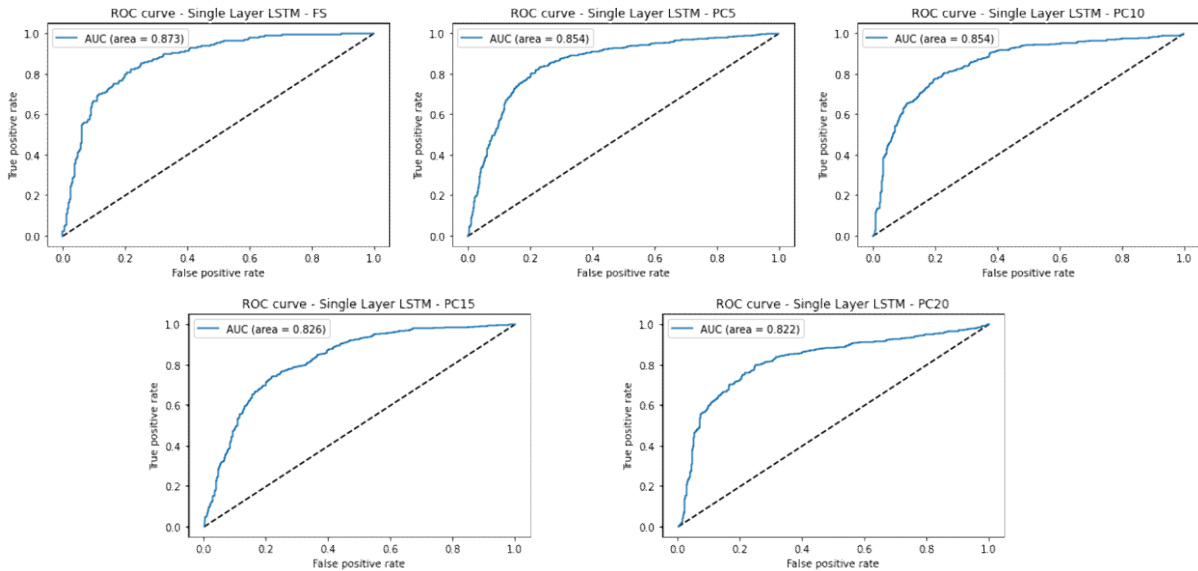 ROC curve - Single Layer LSTM - FS
AUC (area = 0.873)
True positive rate
1.0
0.8
0.6
0.4
0.2
0.0
0.0 0.2 0.4 0.6 0.8 1.0
False positive rate
ROC curve - Single Layer LSTM - PC5
AUC (area = 0.854)
True positive rate
1.0
0.8
0.6
0.4
0.2
0.0
0.0 0.2 0.4 0.6 0.8 1.0
False positive rate
ROC curve - Single Layer LSTM - PC10
AUC (area = 0.854)
True positive rate
1.0
0.8
0.6
0.4
0.2
0.0
0.0 0.2 0.4 0.6 0.8 1.0
False positive rate
ROC curve - Single Layer LSTM - PC15
AUC (area = 0.826)
True positive rate
1.0
0.8
0.6
0.4
0.2
0.0
0.0 0.2 0.4 0.6 0.8 1.0
False positive rate
ROC curve - Single Layer LSTM - PC20
AUC (area = 0.822)
True positive rate
1.0
0.8
0.6
0.4
0.2
0.0
0.0 0.2 0.4 0.6 0.8 1.0
False positive rate